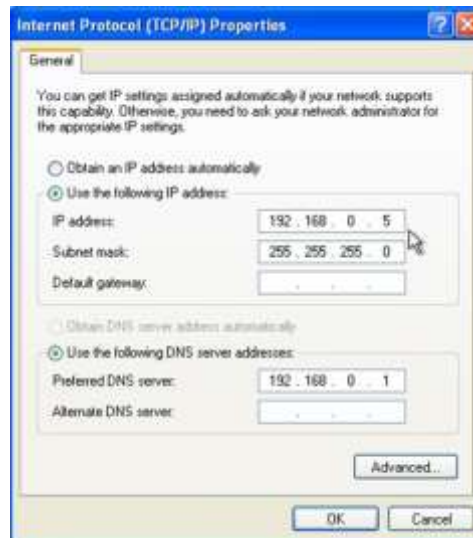 Internet Protocol (TCP/IP) Properties
General
You can get IP settings assigned automatically if your network supports
this capability. Otherwise, you need to ask your network administrator for
the appropriate IP settings.
Obtain an IP address automatically
Use the following IP address:
IP address: 192 . 168 . 0 . 5
Subnet mask: 255 . 255 . 255 . 0
Default gateway: . . .
Obtain DNS server address automatically
Use the following DNS server addresses:
Preferred DNS server: 192 . 168 . 0 . 1
Alternate DNS server: . . .
Advanced...
OK Cancel